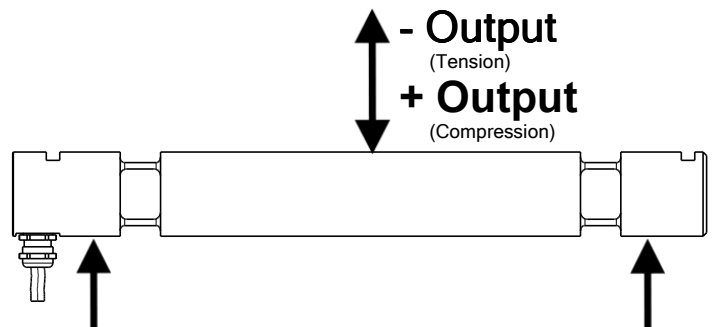 - Output
(Tension)
+ Output
(Compression)